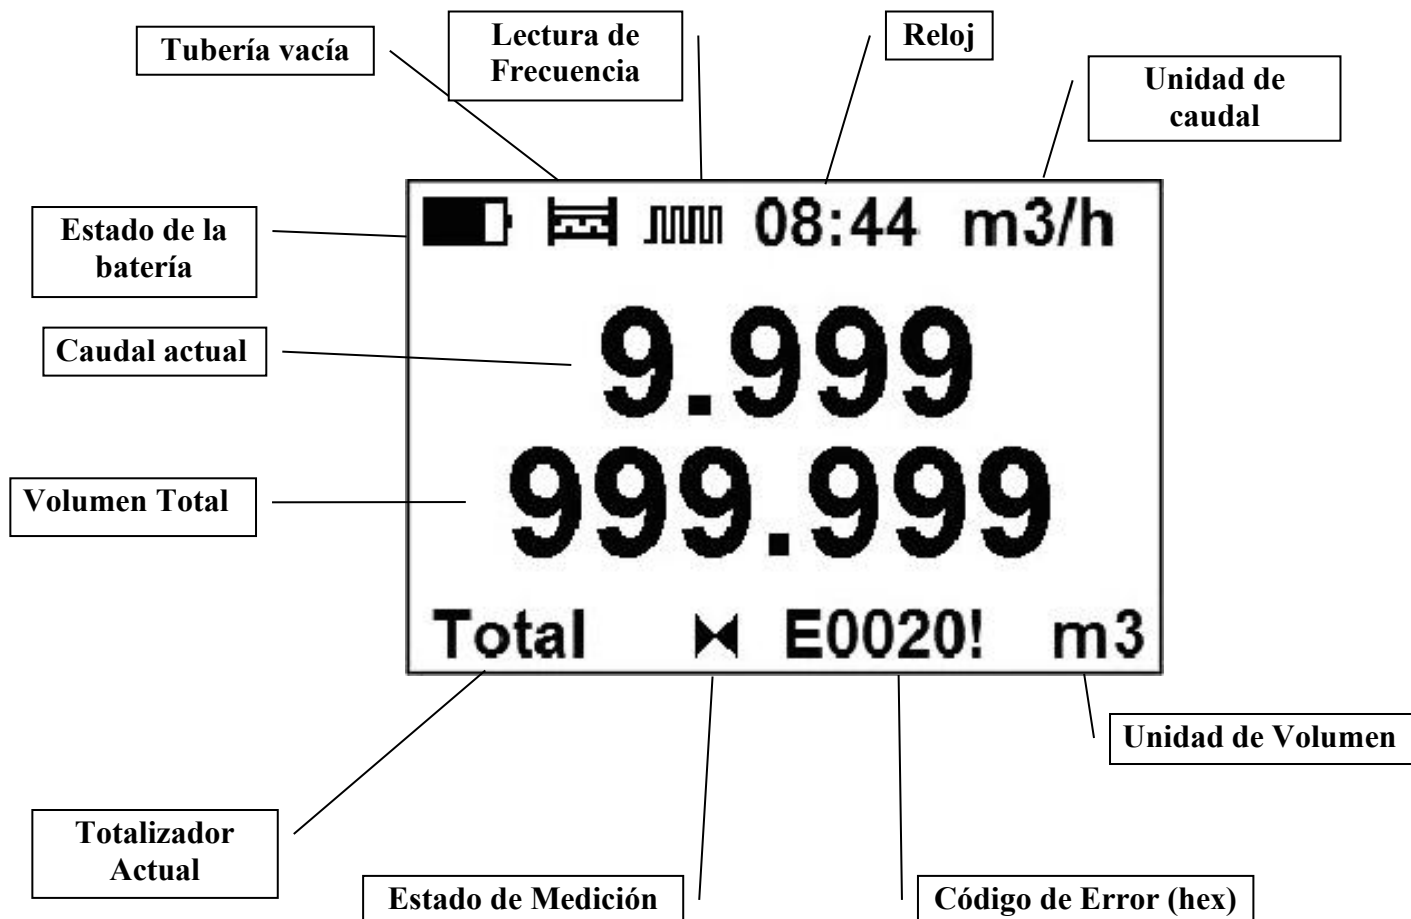 Tubería vacía
Lectura de
Frecuencia
Reloj
Unidad de
caudal
Estado de la
batería
08:44 m3/h
Caudal actual
9.999
Volumen Total
999.999
Total E0020! m3
Unidad de Volumen
Totalizador
Actual
Estado de Medición
Código de Error (hex)